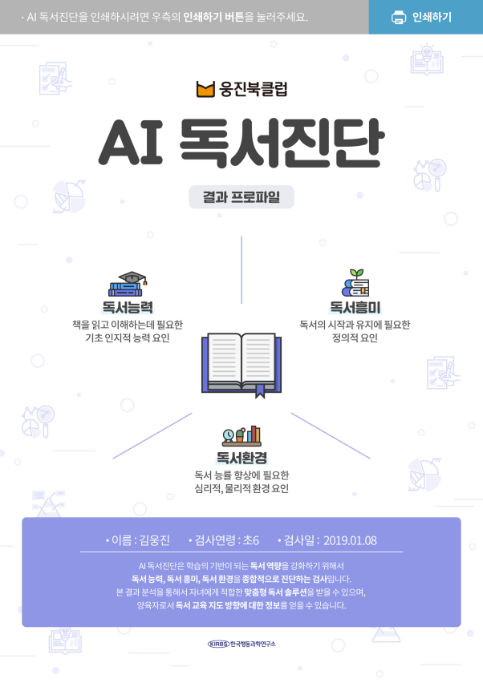 · AI 독서진단을 인쇄하시려면 우측의 인쇄하기 버튼을 눌러주세요.
인쇄하기
웅진북클럽
AI 독서진단
결과 프로파일
독서능력
책을 읽고 이해하는데 필요한
기초 인지적 능력 요인
독서흥미
독서의 시작과 유지에 필요한
정의적 요인
독서환경
독서 능률 향상에 필요한
심리적, 물리적 환경 요인
• 이름 : 김웅진 • 검사연령 : 초6 • 검사일 : 2019.01.08
AI 독서진단은 학습의 기반이 되는 독서 역량을 강화하기 위해서
독서 능력, 독서 흥미, 독서 환경을 종합적으로 진단하는 검사입니다.
본 결과 분석을 통해서 자녀에게 적합한 맞춤형 독서 솔루션을 받을 수 있으며,
양육자로서 독서 교육 지도 방향에 대한 정보를 얻을 수 있습니다.
KIRBS 한국행동과학연구소